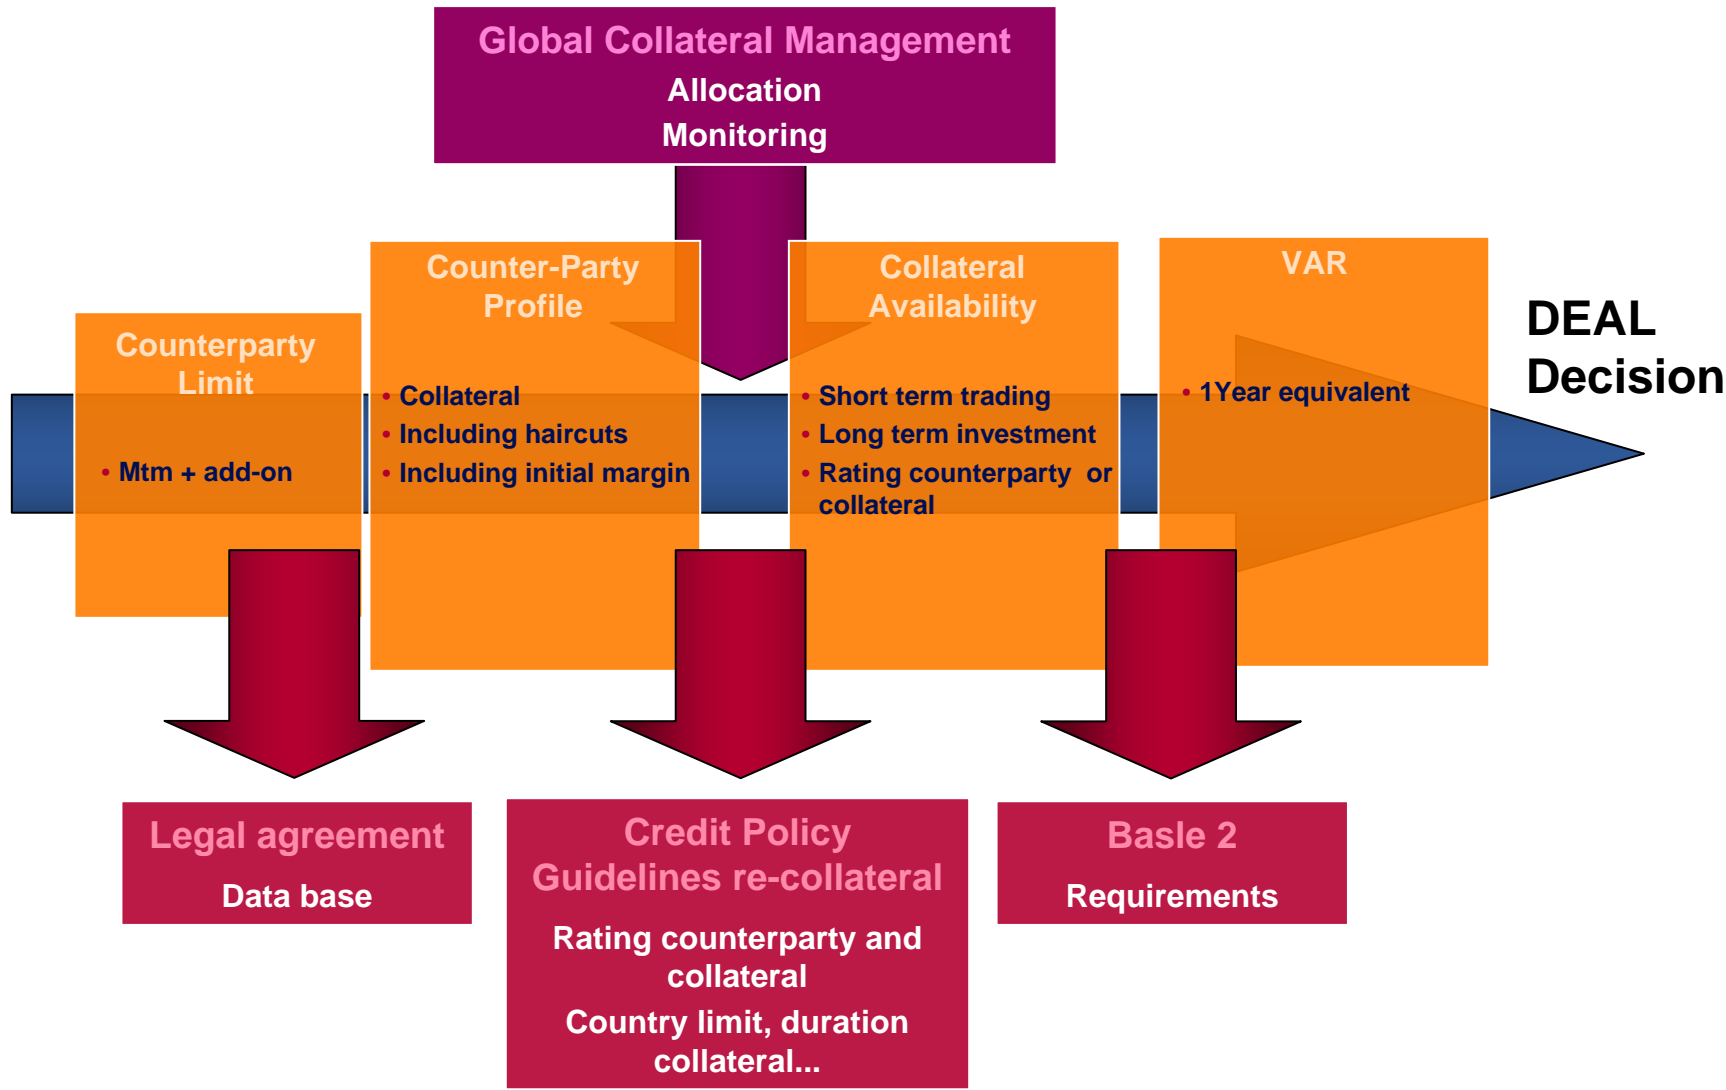 Global Collateral Management
Allocation
Monitoring
Counterparty
Limit
• Mtm + add-on
Counter-Party
Profile
• Collateral
• Including haircuts
• Including initial margin
Collateral
Availability
• Short term trading
• Long term investment
• Rating counterparty or
collateral
VAR
• 1Year equivalent
DEAL
Decision
Legal agreement
Data base
Credit Policy
Guidelines re-collateral
Rating counterparty and
collateral
Country limit, duration
collateral...
Basle 2
Requirements